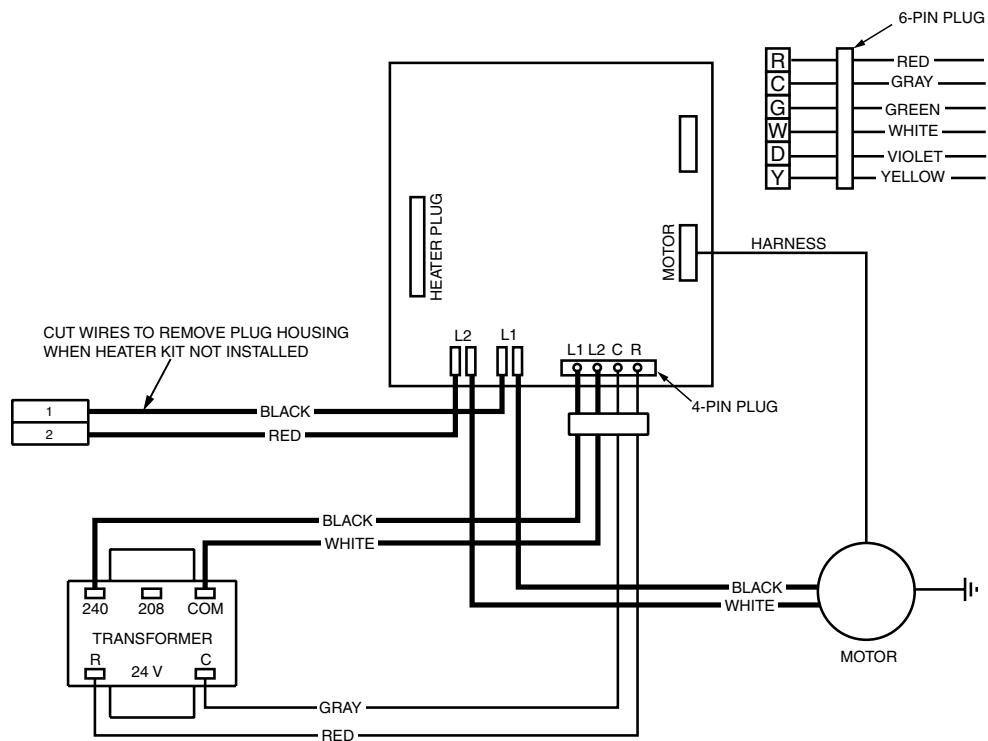 6-PIN PLUG
R RED
C GRAY
G GREEN
W WHITE
D VIOLET
Y YELLOW
HEATER PLUG
MOTOR
HARNESS
CUT WIRES TO REMOVE PLUG HOUSING
WHEN HEATER KIT NOT INSTALLED
L2 L1
L1 L2 C R
4-PIN PLUG
1 BLACK
2 RED
BLACK
WHITE
240 208 COM
TRANSFORMER
R 24 V C
BLACK
WHITE
MOTOR
GRAY
RED